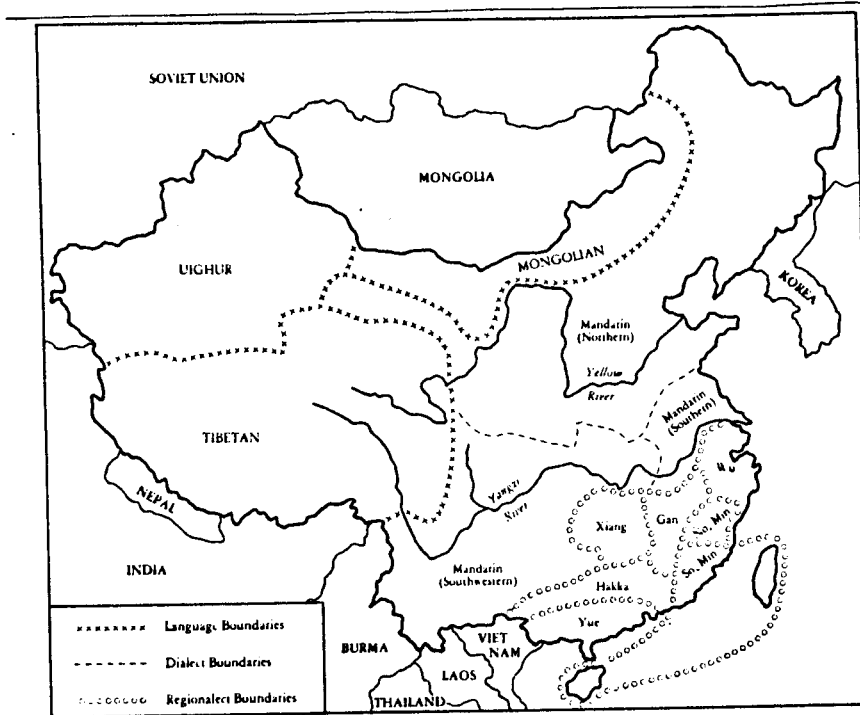 SOVIET UNION
MONGOLIA
MONGOLIAN
UIGHUR
KOREA
Mandarin
(Northern)
Yellow
River
Mandarin
(Southern)
TIBETAN
NEPAL
Yangzi
River
Wu
Xiang
Gan
No. Min
So. Min
INDIA
Mandarin
(Southwestern)
Hakka
Yue
BURMA
VIET
NAM
LAOS
THAILAND
Language Boundaries
Dialect Boundaries
Regionalect Boundaries